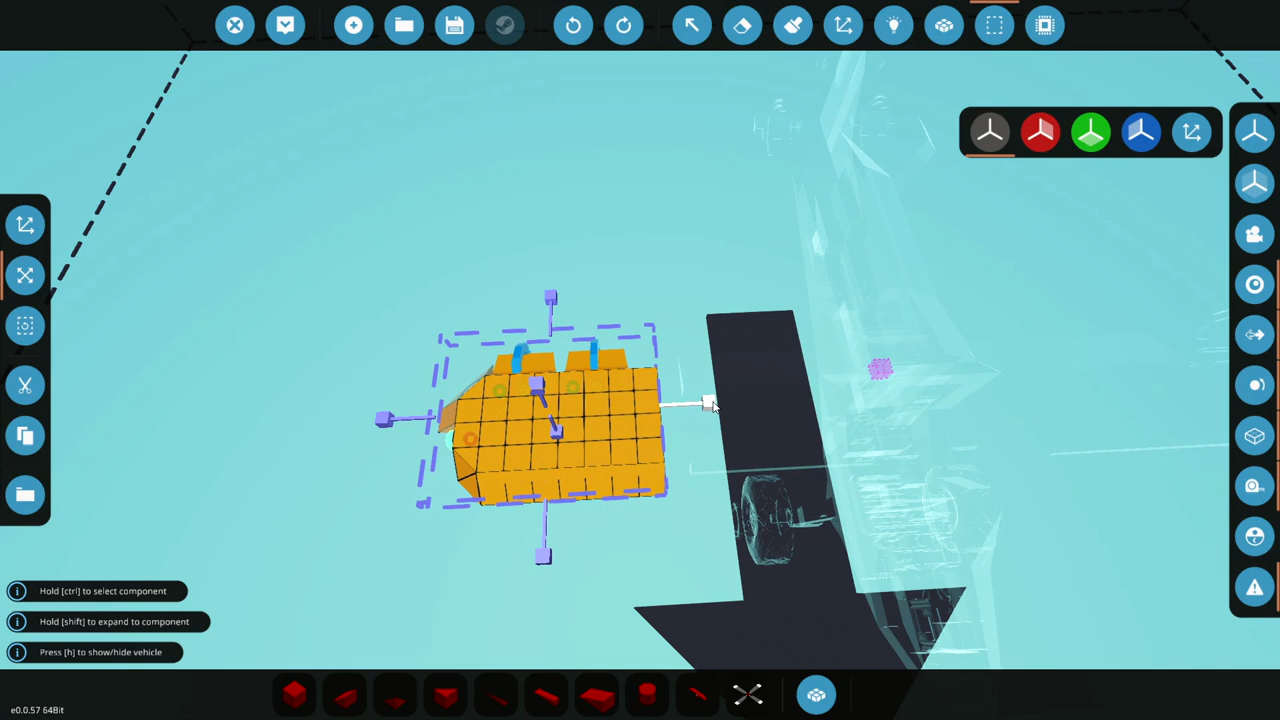 Hold [ctrl] to select component
Hold [shift] to expand to component
Press [h] to show/hide vehicle
e0.0.57 64Bit